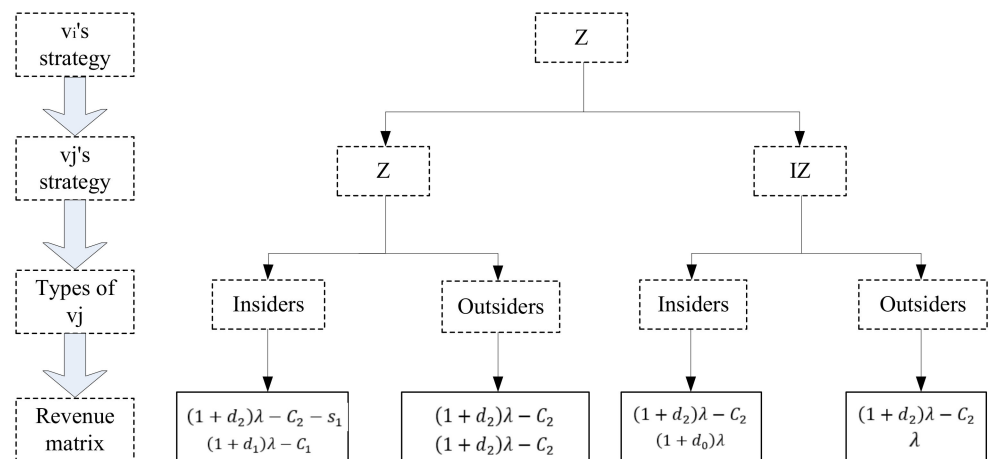 vi's
strategy
Z
vj's
strategy
Z
IZ
Types of
vj
Insiders
Outsiders
Insiders
Outsiders
Revenue
matrix
(1 + d₂)λ − C₂ − s₁
(1 + d₁)λ − C₁
(1 + d₂)λ − C₂
(1 + d₂)λ − C₂
(1 + d₂)λ − C₂
(1 + d₀)λ
(1 + d₂)λ − C₂
λ